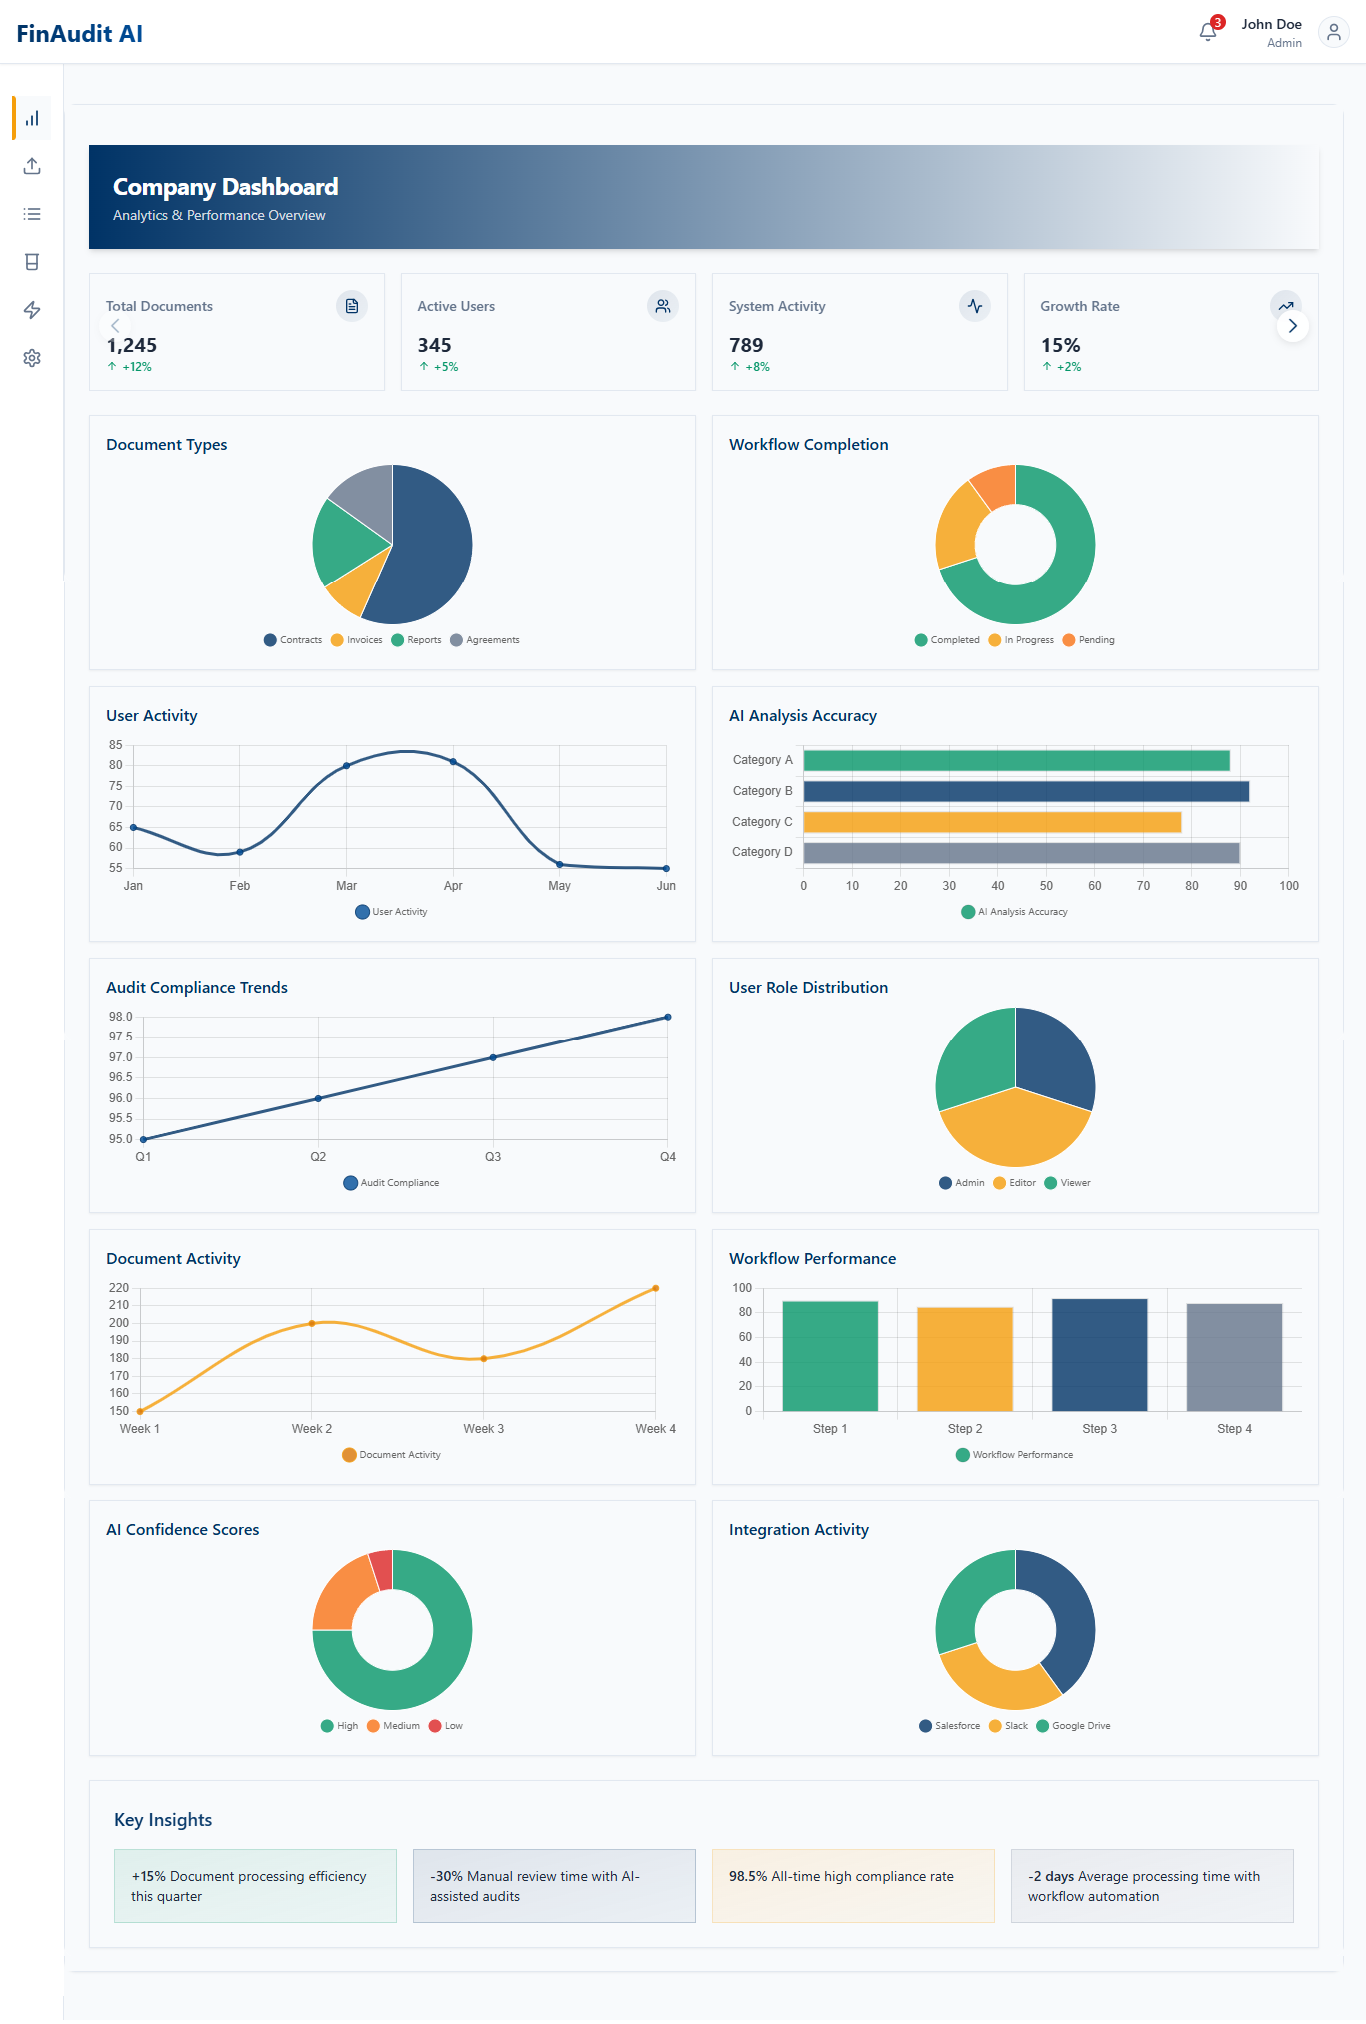 FinAudit AI
3
John Doe
Admin
Company Dashboard
Analytics & Performance Overview
Total Documents
1,245
+12%
Active Users
345
+5%
System Activity
789
+8%
Growth Rate
15%
+2%
Document Types
Contracts Invoices Reports Agreements
Workflow Completion
Completed In Progress Pending
User Activity
85
80
75
70
65
60
55
Jan Feb Mar Apr May Jun
User Activity
AI Analysis Accuracy
Category A
Category B
Category C
Category D
0 10 20 30 40 50 60 70 80 90 100
AI Analysis Accuracy
Audit Compliance Trends
98.0
97.5
97.0
96.5
96.0
95.5
95.0
Q1 Q2 Q3 Q4
Audit Compliance
User Role Distribution
Admin Editor Viewer
Document Activity
220
210
200
190
180
170
160
150
Week 1 Week 2 Week 3 Week 4
Document Activity
Workflow Performance
100
80
60
40
20
0
Step 1 Step 2 Step 3 Step 4
Workflow Performance
AI Confidence Scores
High Medium Low
Integration Activity
Salesforce Slack Google Drive
Key Insights
+15% Document processing efficiency
this quarter
-30% Manual review time with AI-
assisted audits
98.5% All-time high compliance rate
-2 days Average processing time with
workflow automation